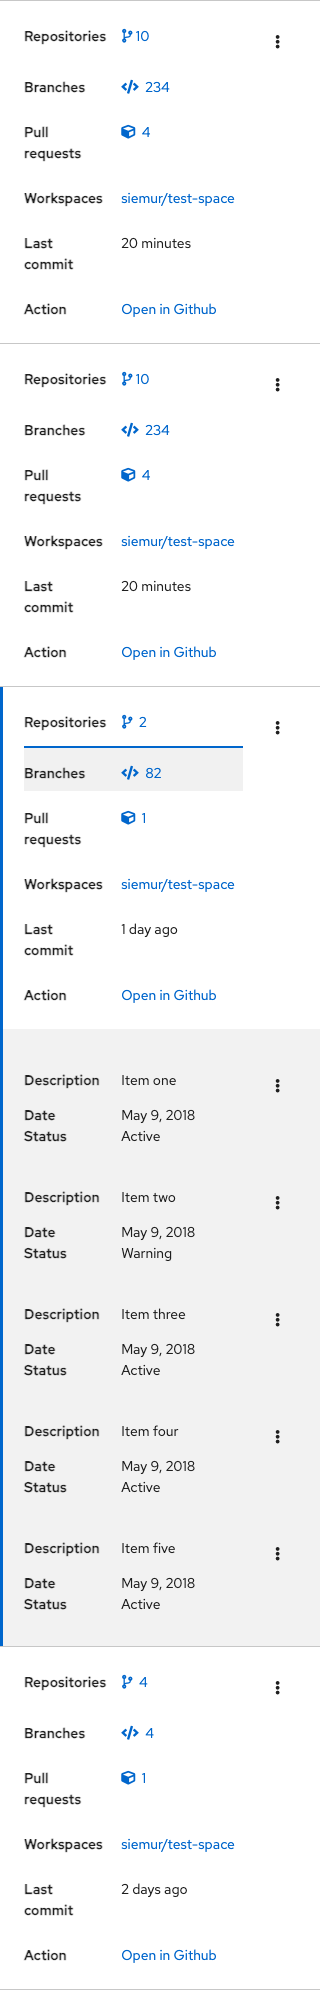 Repositories 10
Branches 234
Pull requests 4
Workspaces siemur/test-space
Last commit 20 minutes
Action Open in Github
Repositories 10
Branches 234
Pull requests 4
Workspaces siemur/test-space
Last commit 20 minutes
Action Open in Github
Repositories 2
Branches 82
Pull requests 1
Workspaces siemur/test-space
Last commit 1 day ago
Action Open in Github
Description Item one
Date May 9, 2018
Status Active
Description Item two
Date May 9, 2018
Status Warning
Description Item three
Date May 9, 2018
Status Active
Description Item four
Date May 9, 2018
Status Active
Description Item five
Date May 9, 2018
Status Active
Repositories 4
Branches 4
Pull requests 1
Workspaces siemur/test-space
Last commit 2 days ago
Action Open in Github